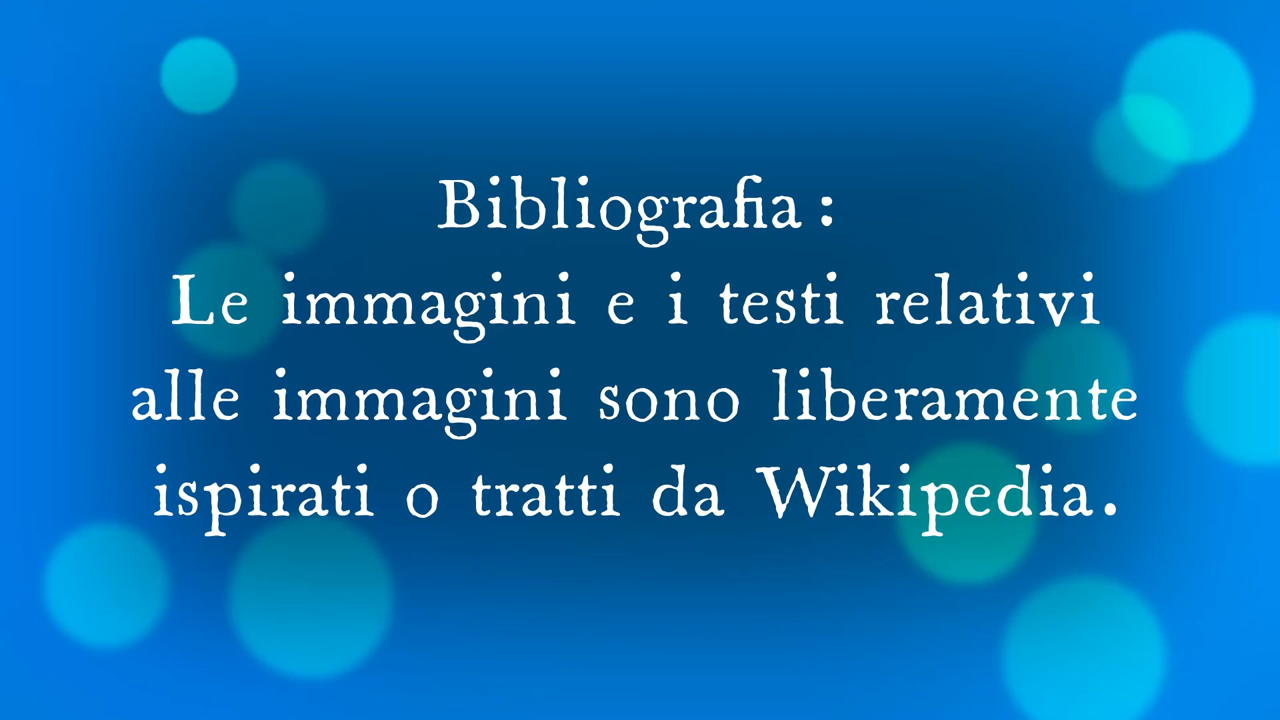 Bibliografia :
Le immagini e i testi relativi
alle immagini sono liberamente
ispirati o tratti da Wikipedia.